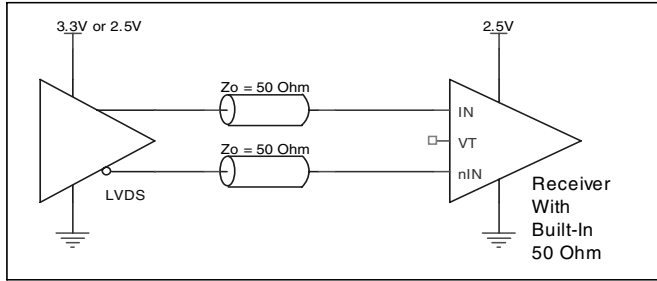 3.3V or 2.5V
2.5V
Zo = 50 Ohm
IN
VT
Zo = 50 Ohm
nIN
LVDS
Receiver
With
Built-In
50 Ohm